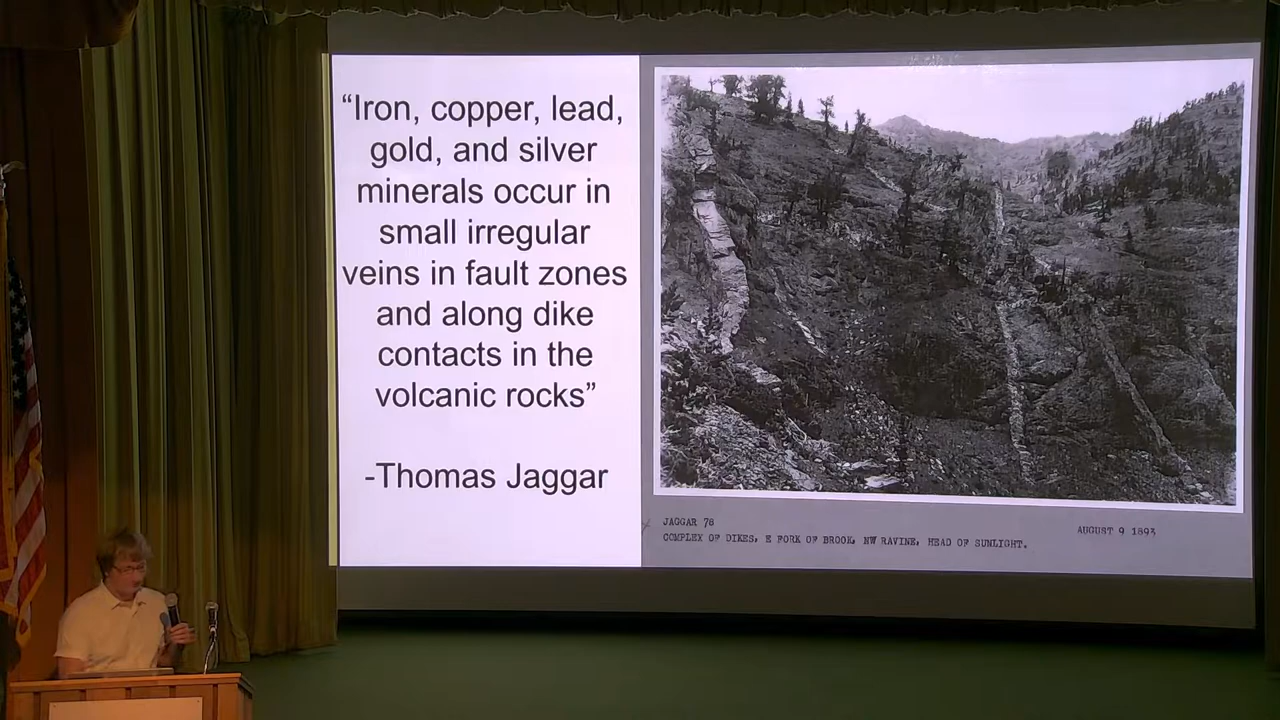 “Iron, copper, lead,
gold, and silver
minerals occur in
small irregular
veins in fault zones
and along dike
contacts in the
volcanic rocks”
-Thomas Jaggar
JAGGAR 78
AUGUST 9 1893
COMPLEX OF DIKES, E FORK OF BROOK, NW RAVINE, HEAD OF SUNLIGHT.